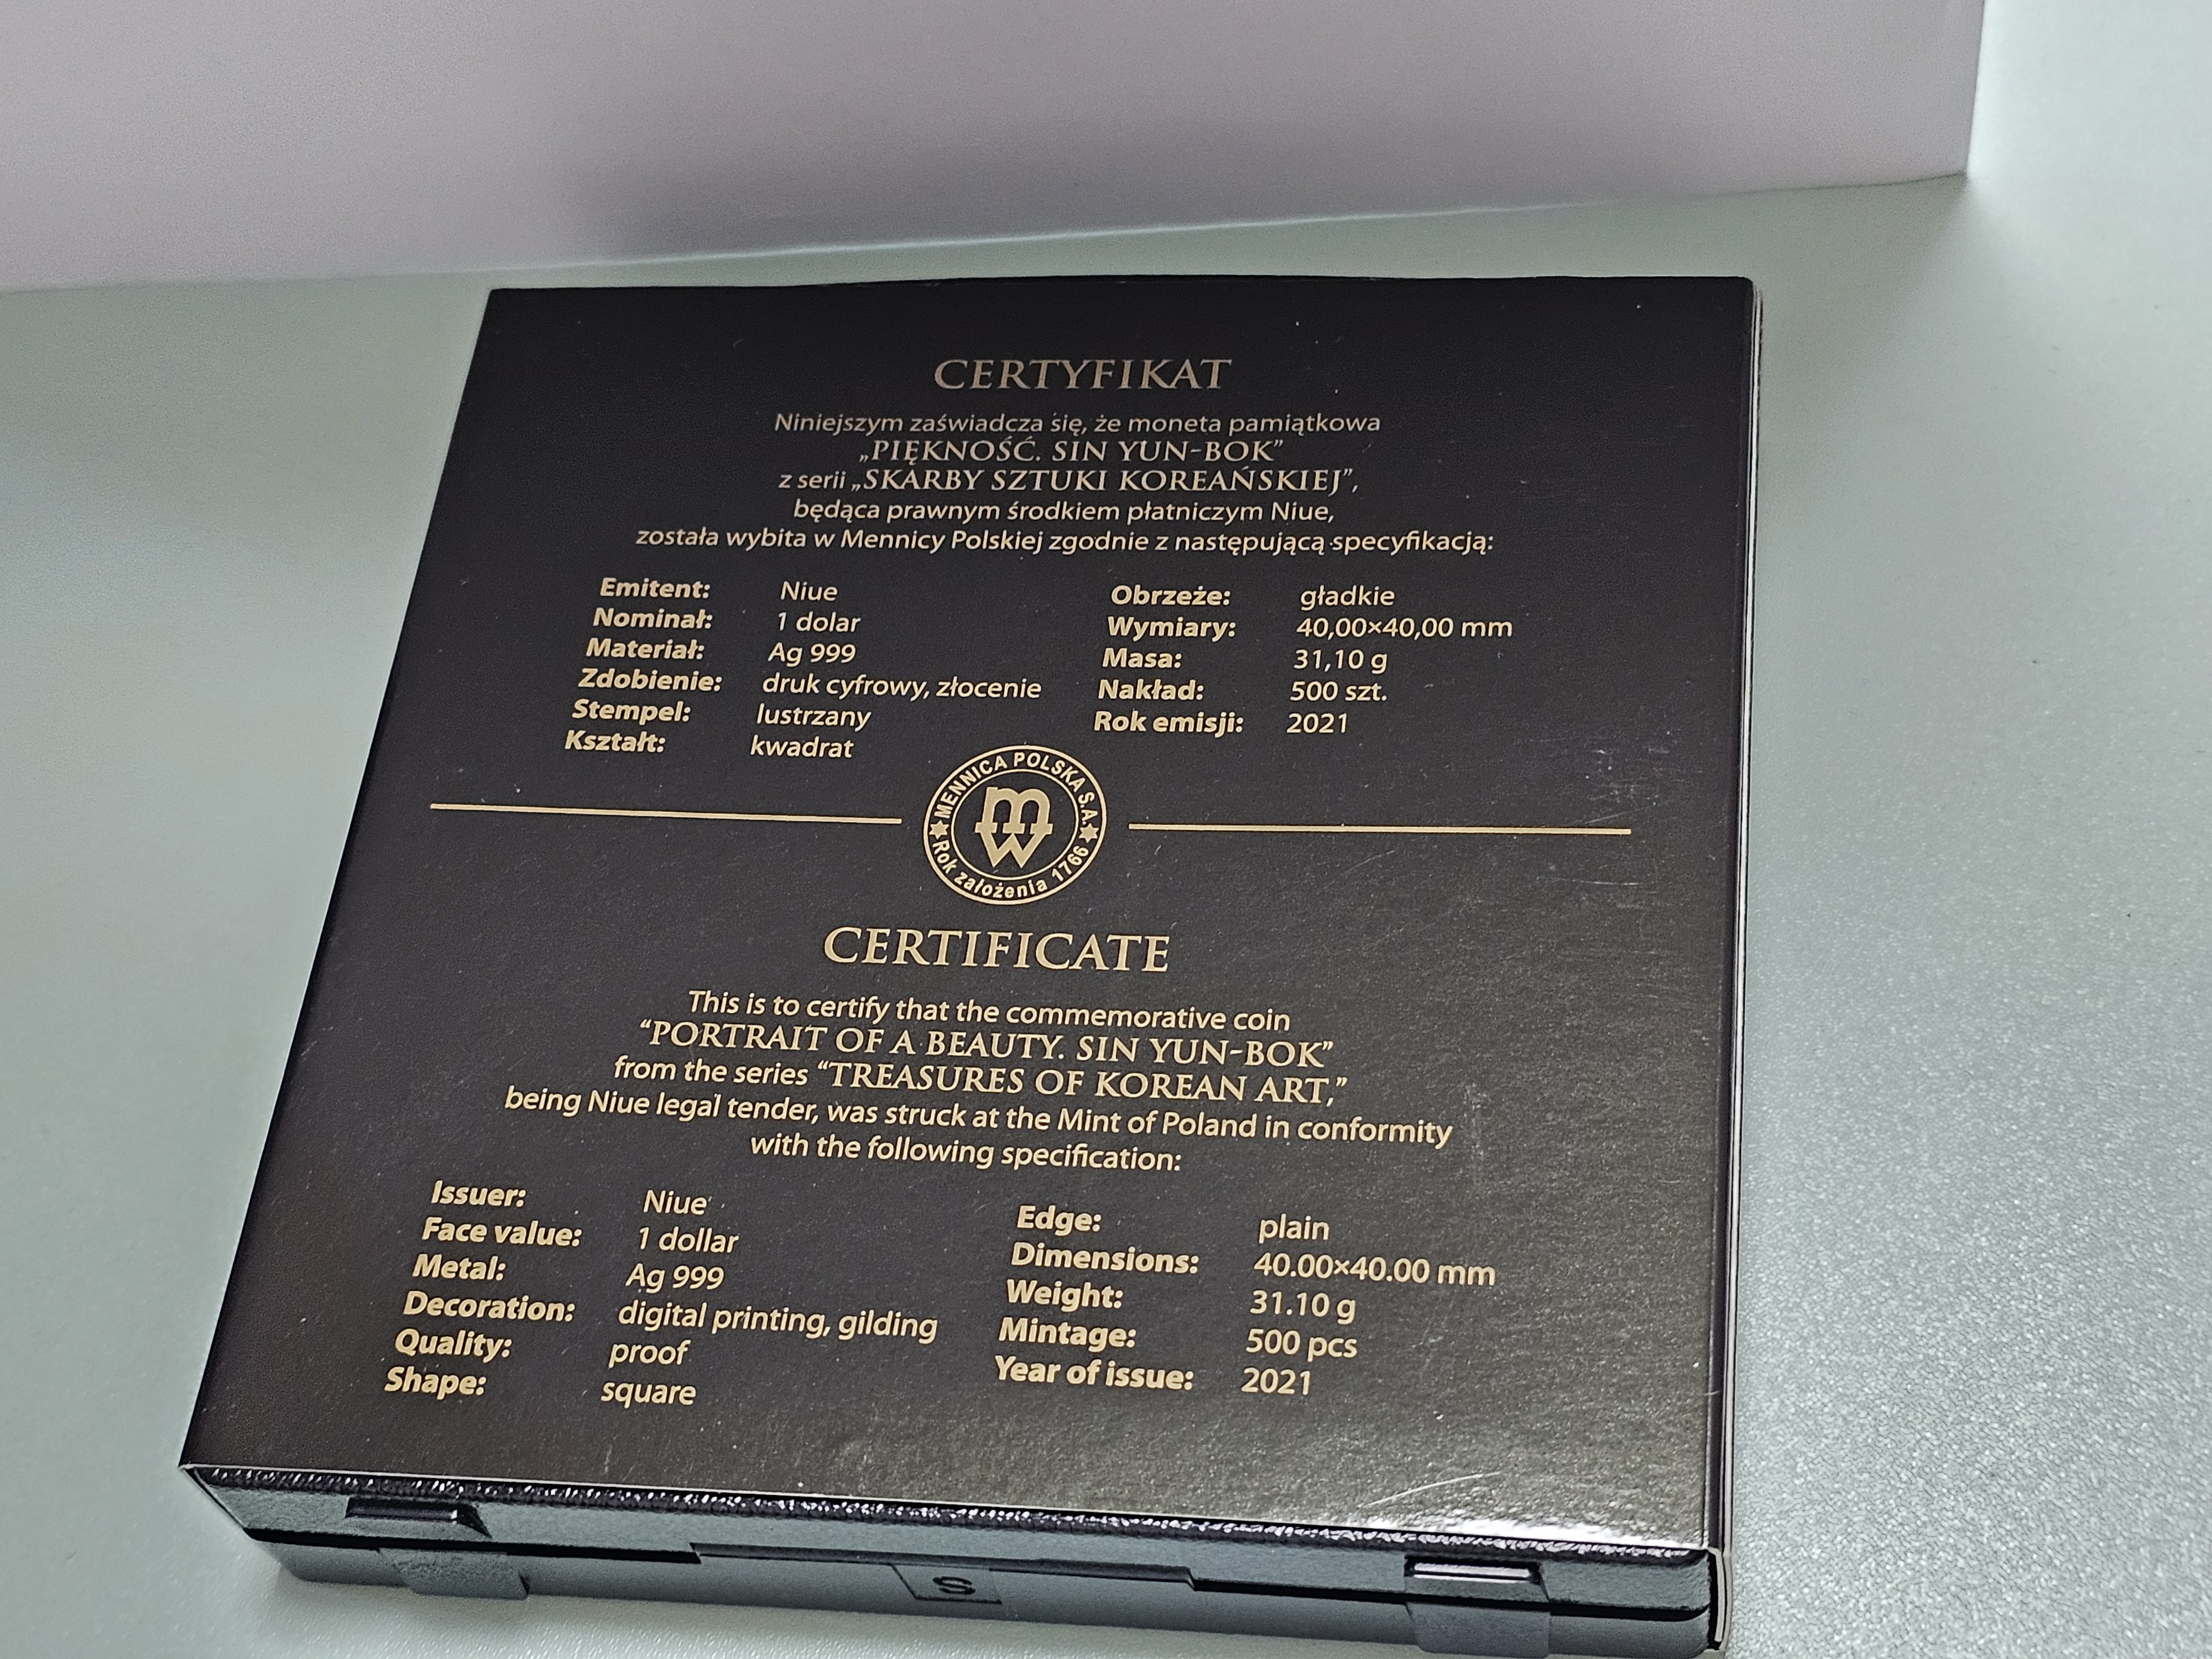 CERTYFIKAT
Niniejszym zaświadcza się, że moneta pamiątkowa
„PIĘKNOŚĆ. SIN YUN-BOK”
z serii „SKARBY SZTUKI KOREAŃSKIEJ”,
będąca prawnym środkiem płatniczym Niue,
została wybita w Mennicy Polskiej zgodnie z następującą specyfikacją:
Emitent: Niue
Nominał: 1 dolar
Materiał: Ag 999
Zdobienie: druk cyfrowy, złocenie
Stempel: lustrzany
Kształt: kwadrat
Obrzeże: gładkie
Wymiary: 40,00×40,00 mm
Masa: 31,10 g
Nakład: 500 szt.
Rok emisji: 2021
MENNICA POLSKA S.A.
mw
Rok założenia 1766
CERTIFICATE
This is to certify that the commemorative coin
“PORTRAIT OF A BEAUTY. SIN YUN-BOK”
from the series “TREASURES OF KOREAN ART,”
being Niue legal tender, was struck at the Mint of Poland in conformity
with the following specification:
Issuer: Niue
Face value: 1 dollar
Metal: Ag 999
Decoration: digital printing, gilding
Quality: proof
Shape: square
Edge: plain
Dimensions: 40.00×40.00 mm
Weight: 31.10 g
Mintage: 500 pcs
Year of issue: 2021
S